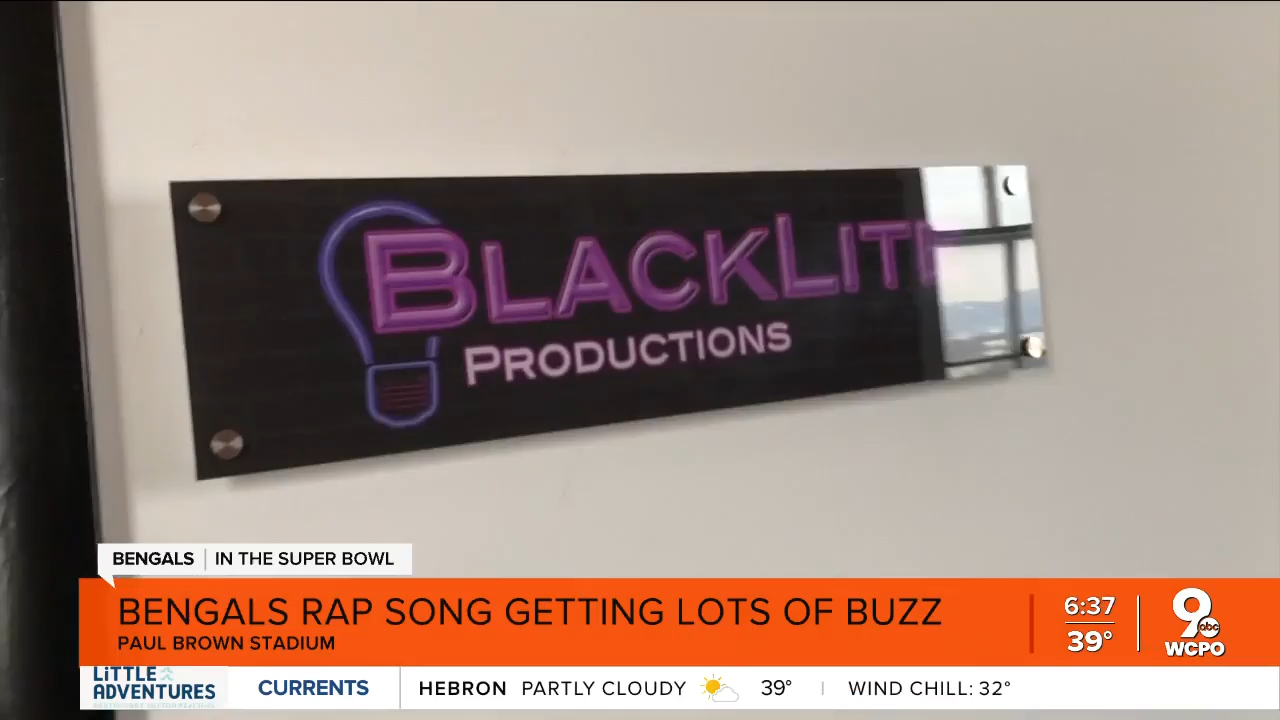 BLACKLITE
PRODUCTIONS
BENGALS | IN THE SUPER BOWL
BENGALS RAP SONG GETTING LOTS OF BUZZ
PAUL BROWN STADIUM
6:37
39°
9 abc
WCPO
LiTTLE
ADVENTURES
CURRENTS
HEBRON PARTLY CLOUDY 39° | WIND CHILL: 32°